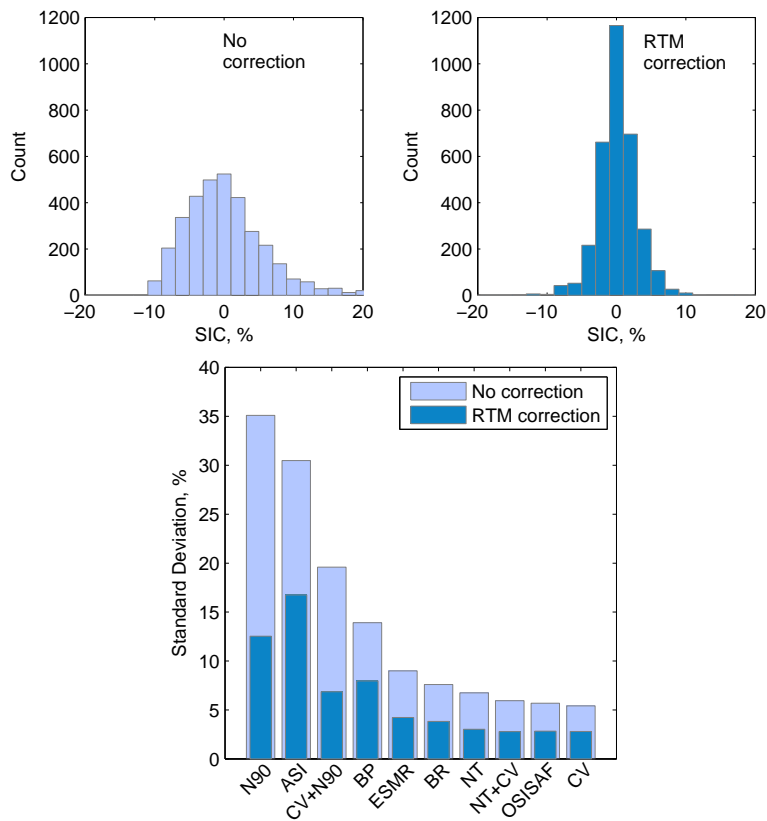 1200
1000
800
600
400
200
0
Count
No
correction
−20
−10
0
10
20
SIC, %
1200
1000
800
600
400
200
0
Count
RTM
correction
−20
−10
0
10
20
SIC, %
40
35
30
25
20
15
10
5
0
Standard Deviation, %
No correction
RTM correction
N90
ASI
CV+N90
BP
ESMR
BR
NT
NT+CV
OSISAF
CV